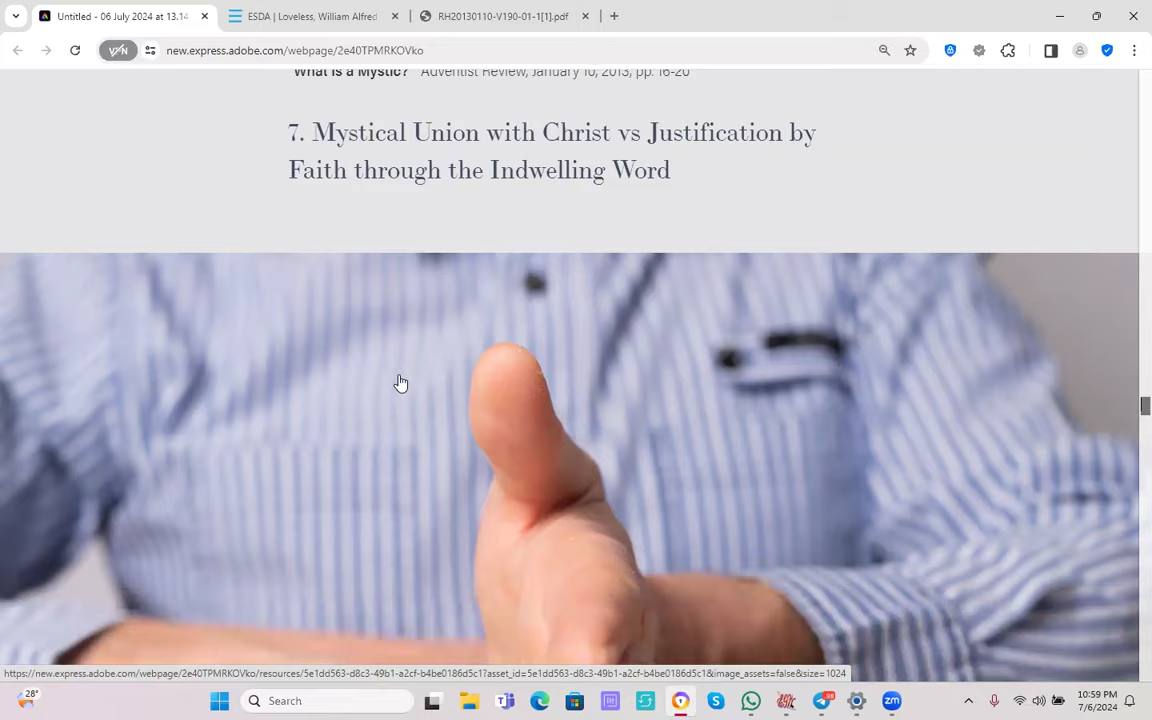 Untitled - 06 July 2024 at 13.14
ESDA | Loveless, William Alfred
RH20130110-V190-01-1[1].pdf
VPN
new.express.adobe.com/webpage/2e40TPMRKOVko
What Is a Mystic? Adventist Review, January 10, 2013, pp. 16-20
7. Mystical Union with Christ vs Justification by
Faith through the Indwelling Word
https://new.express.adobe.com/webpage/2e40TPMRKOVko/resources/5e1dd563-d8c3-49b1-a2cf-b4be0186d5c1?asset_id=5e1dd563-d8c3-49b1-a2cf-b4be0186d5c1&image_assets=false&size=1024
28°
Search
98
zm
10:59 PM
7/6/2024